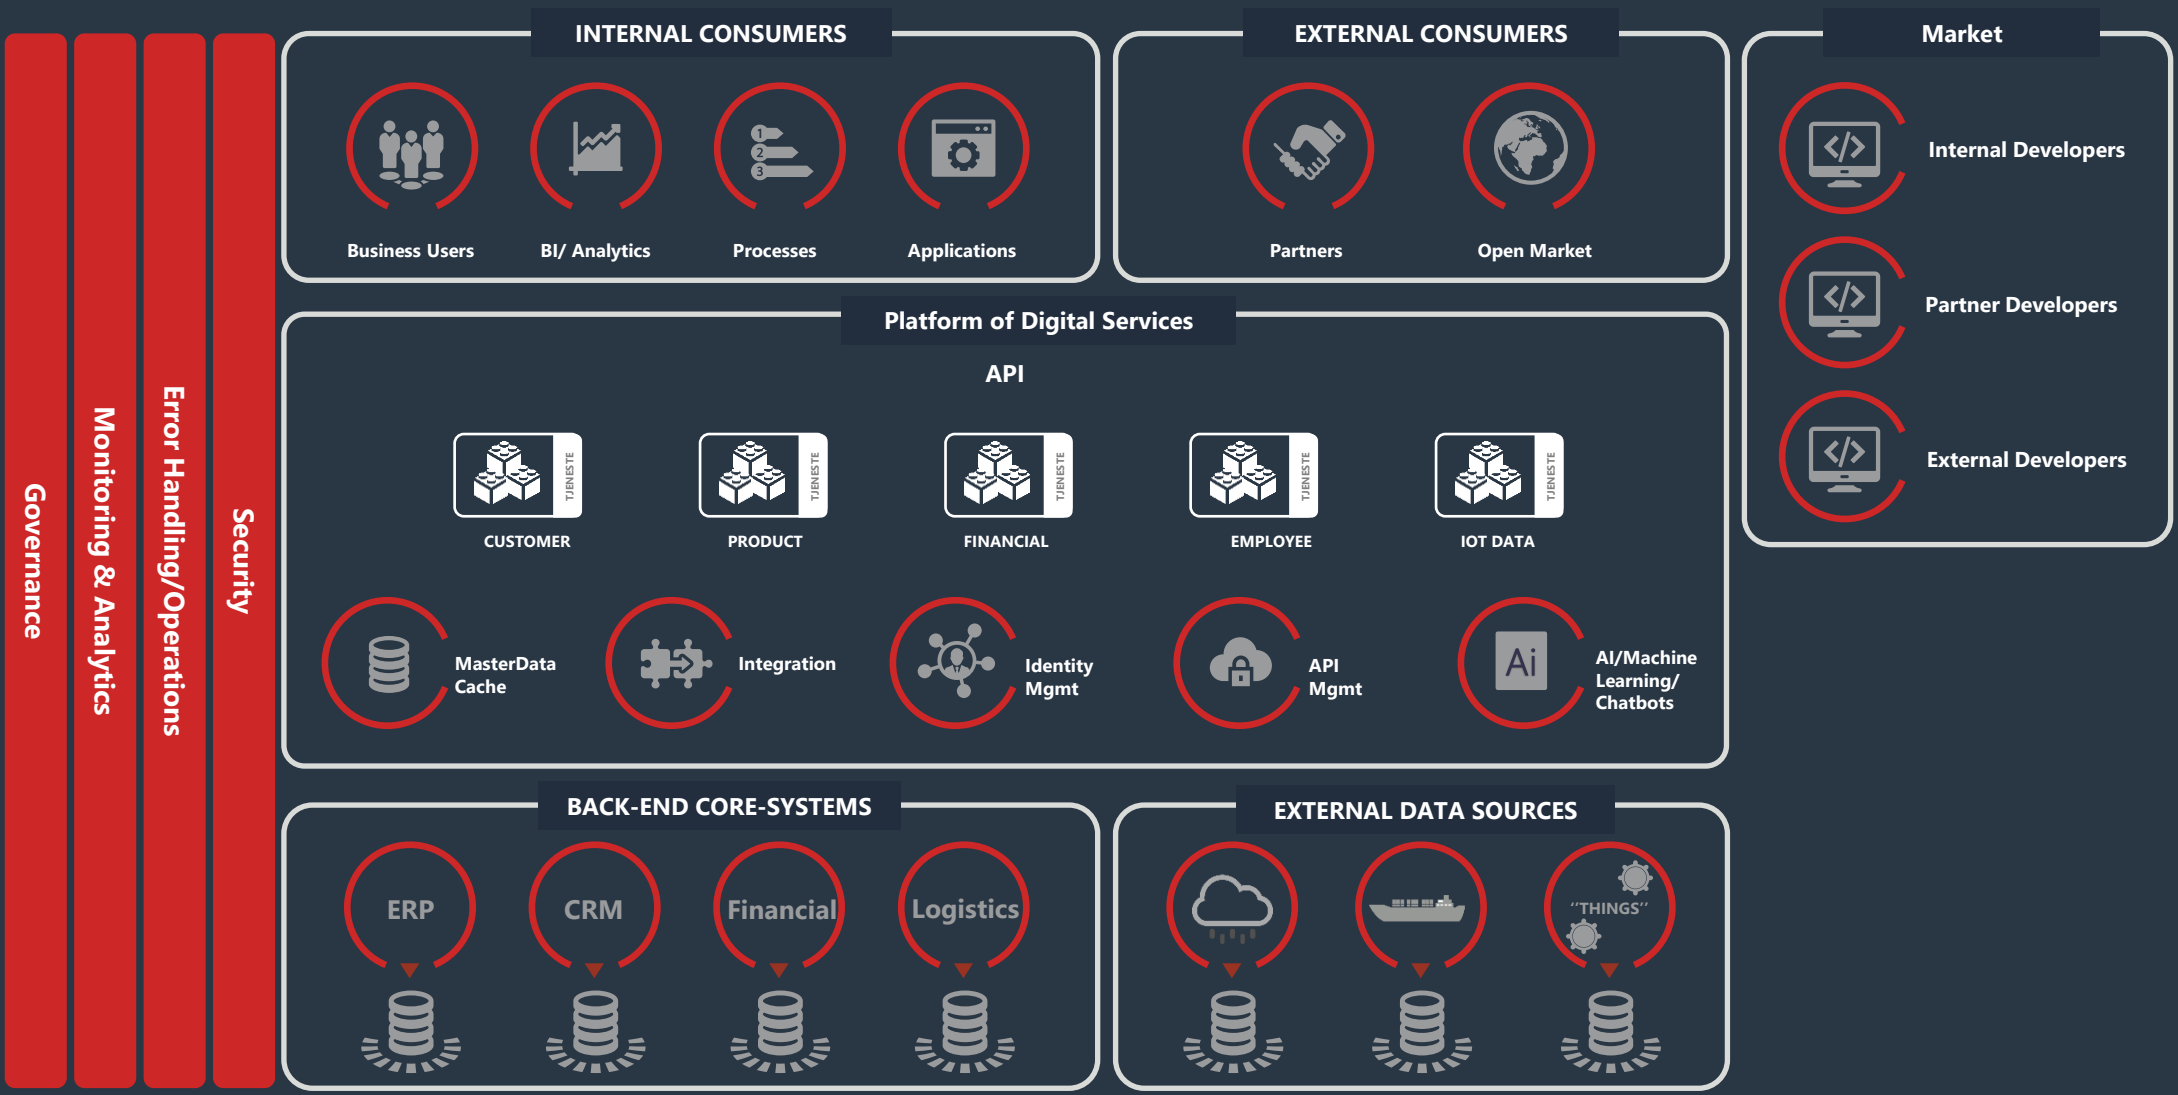 Governance
Monitoring & Analytics
Error Handling/Operations
Security
INTERNAL CONSUMERS
1
2
3
Business Users
BI/ Analytics
Processes
Applications
EXTERNAL CONSUMERS
Partners
Open Market
Market
</>
Internal Developers
</>
Partner Developers
</>
External Developers
Platform of Digital Services
API
TJENESTE
TJENESTE
TJENESTE
TJENESTE
TJENESTE
CUSTOMER
PRODUCT
FINANCIAL
EMPLOYEE
IOT DATA
MasterData
Cache
Integration
Identity
Mgmt
API
Mgmt
Ai
AI/Machine
Learning/
Chatbots
BACK-END CORE-SYSTEMS
ERP
CRM
Financial
Logistics
EXTERNAL DATA SOURCES
‘‘THINGS’’